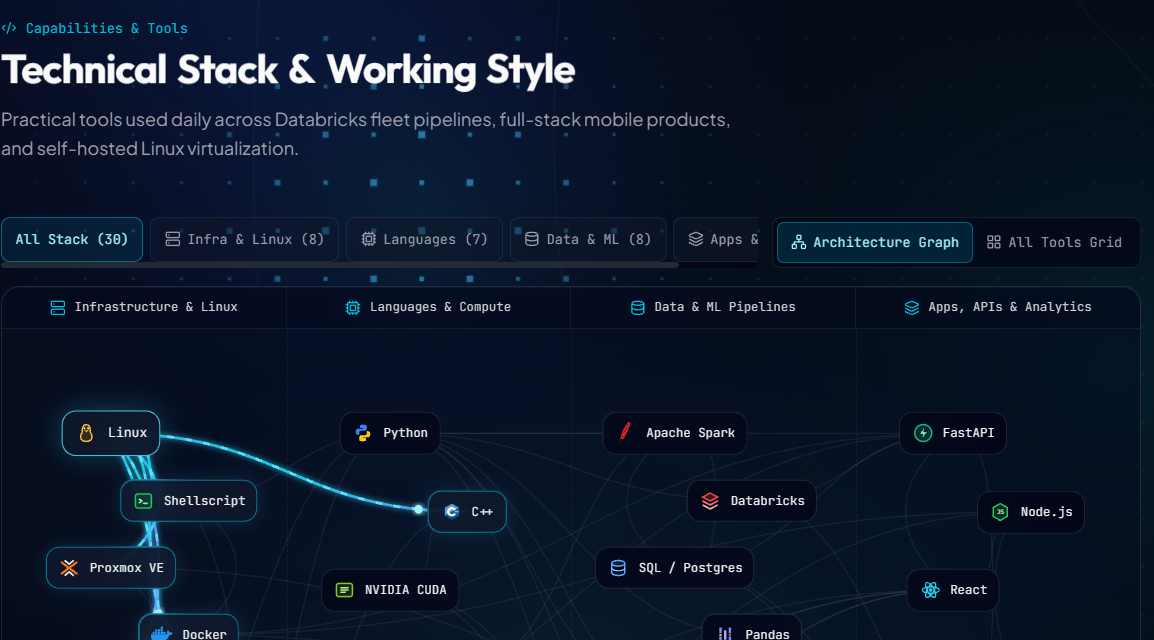 </> Capabilities & Tools
Technical Stack & Working Style
Practical tools used daily across Databricks fleet pipelines, full-stack mobile products,
and self-hosted Linux virtualization.
All Stack (30)
Infra & Linux (8)
Languages (7)
Data & ML (8)
Apps &
Architecture Graph
All Tools Grid
Infrastructure & Linux
Languages & Compute
Data & ML Pipelines
Apps, APIs & Analytics
Linux
Python
Apache Spark
FastAPI
Shellscript
C++
Databricks
JS
Node.js
Proxmox VE
NVIDIA CUDA
SQL / Postgres
React
Docker
Pandas